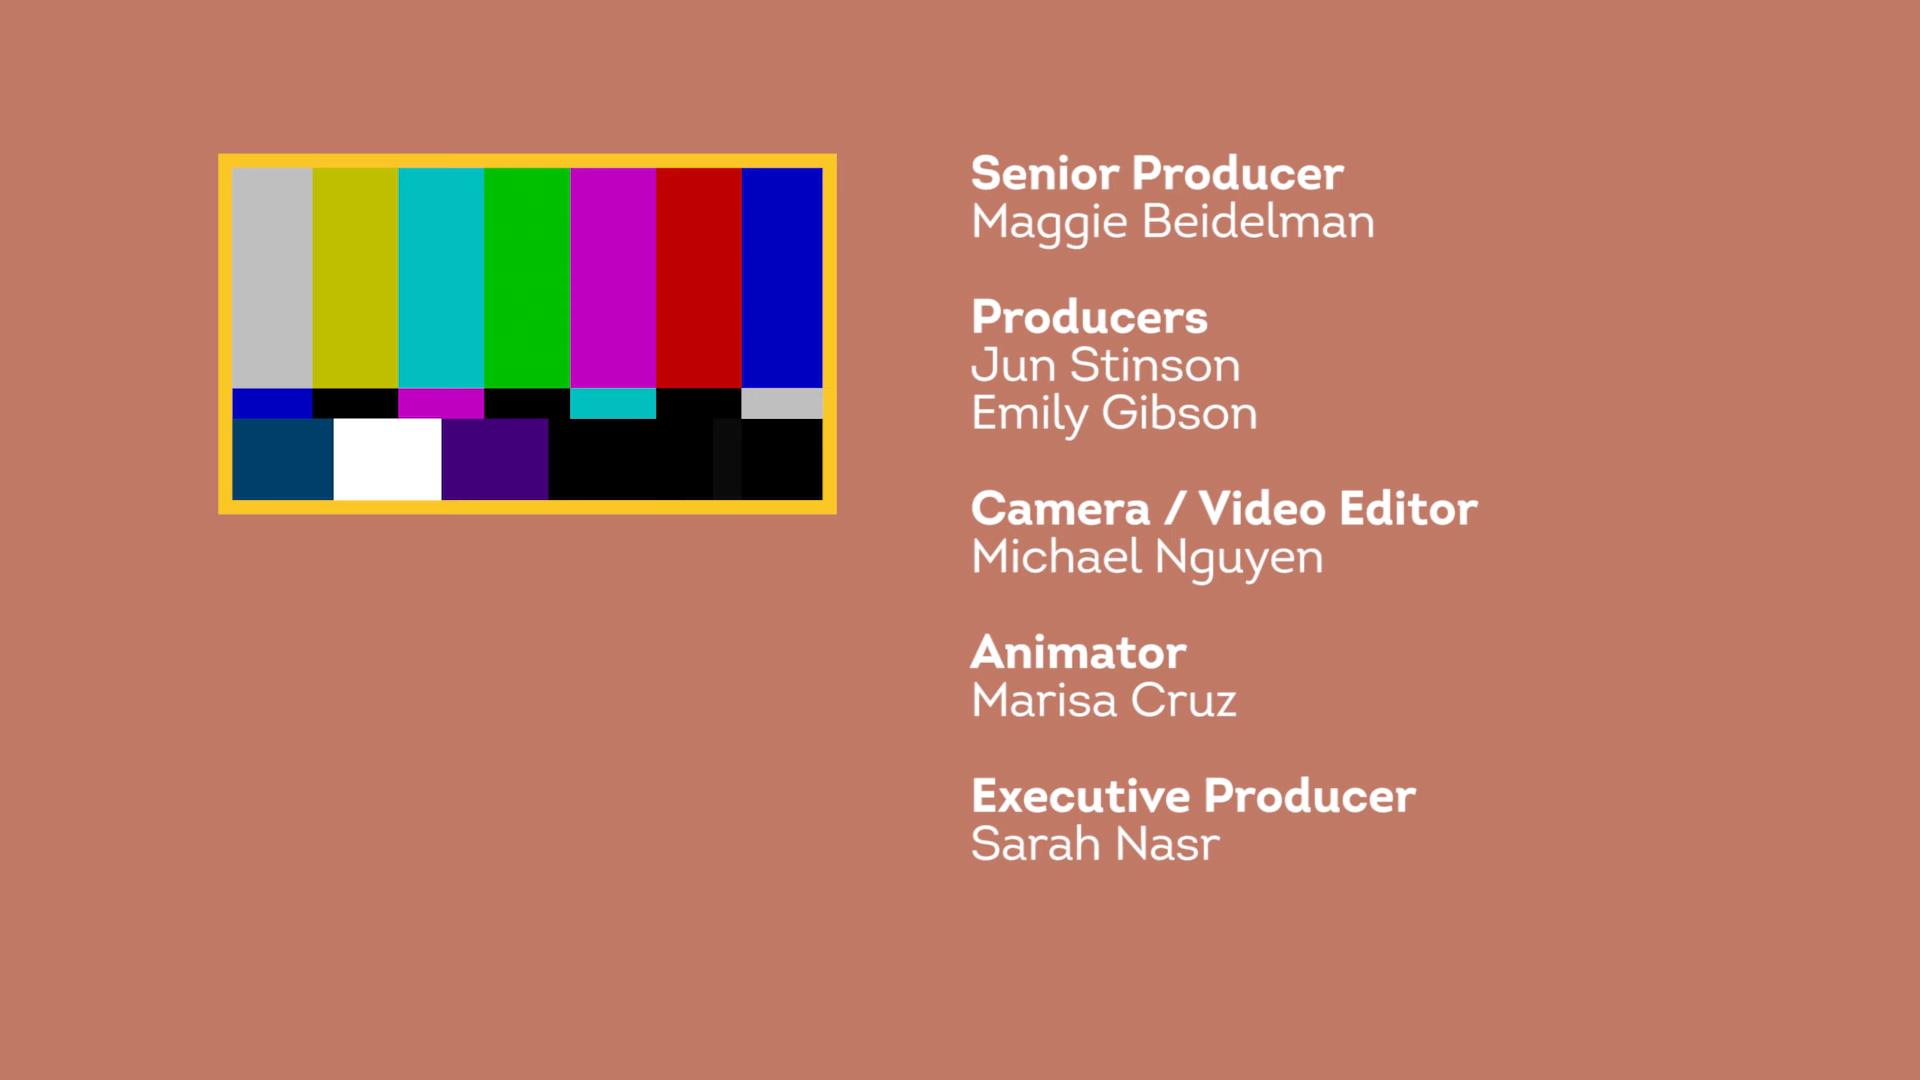 Senior Producer
Maggie Beidelman
Producers
Jun Stinson
Emily Gibson
Camera / Video Editor
Michael Nguyen
Animator
Marisa Cruz
Executive Producer
Sarah Nasr